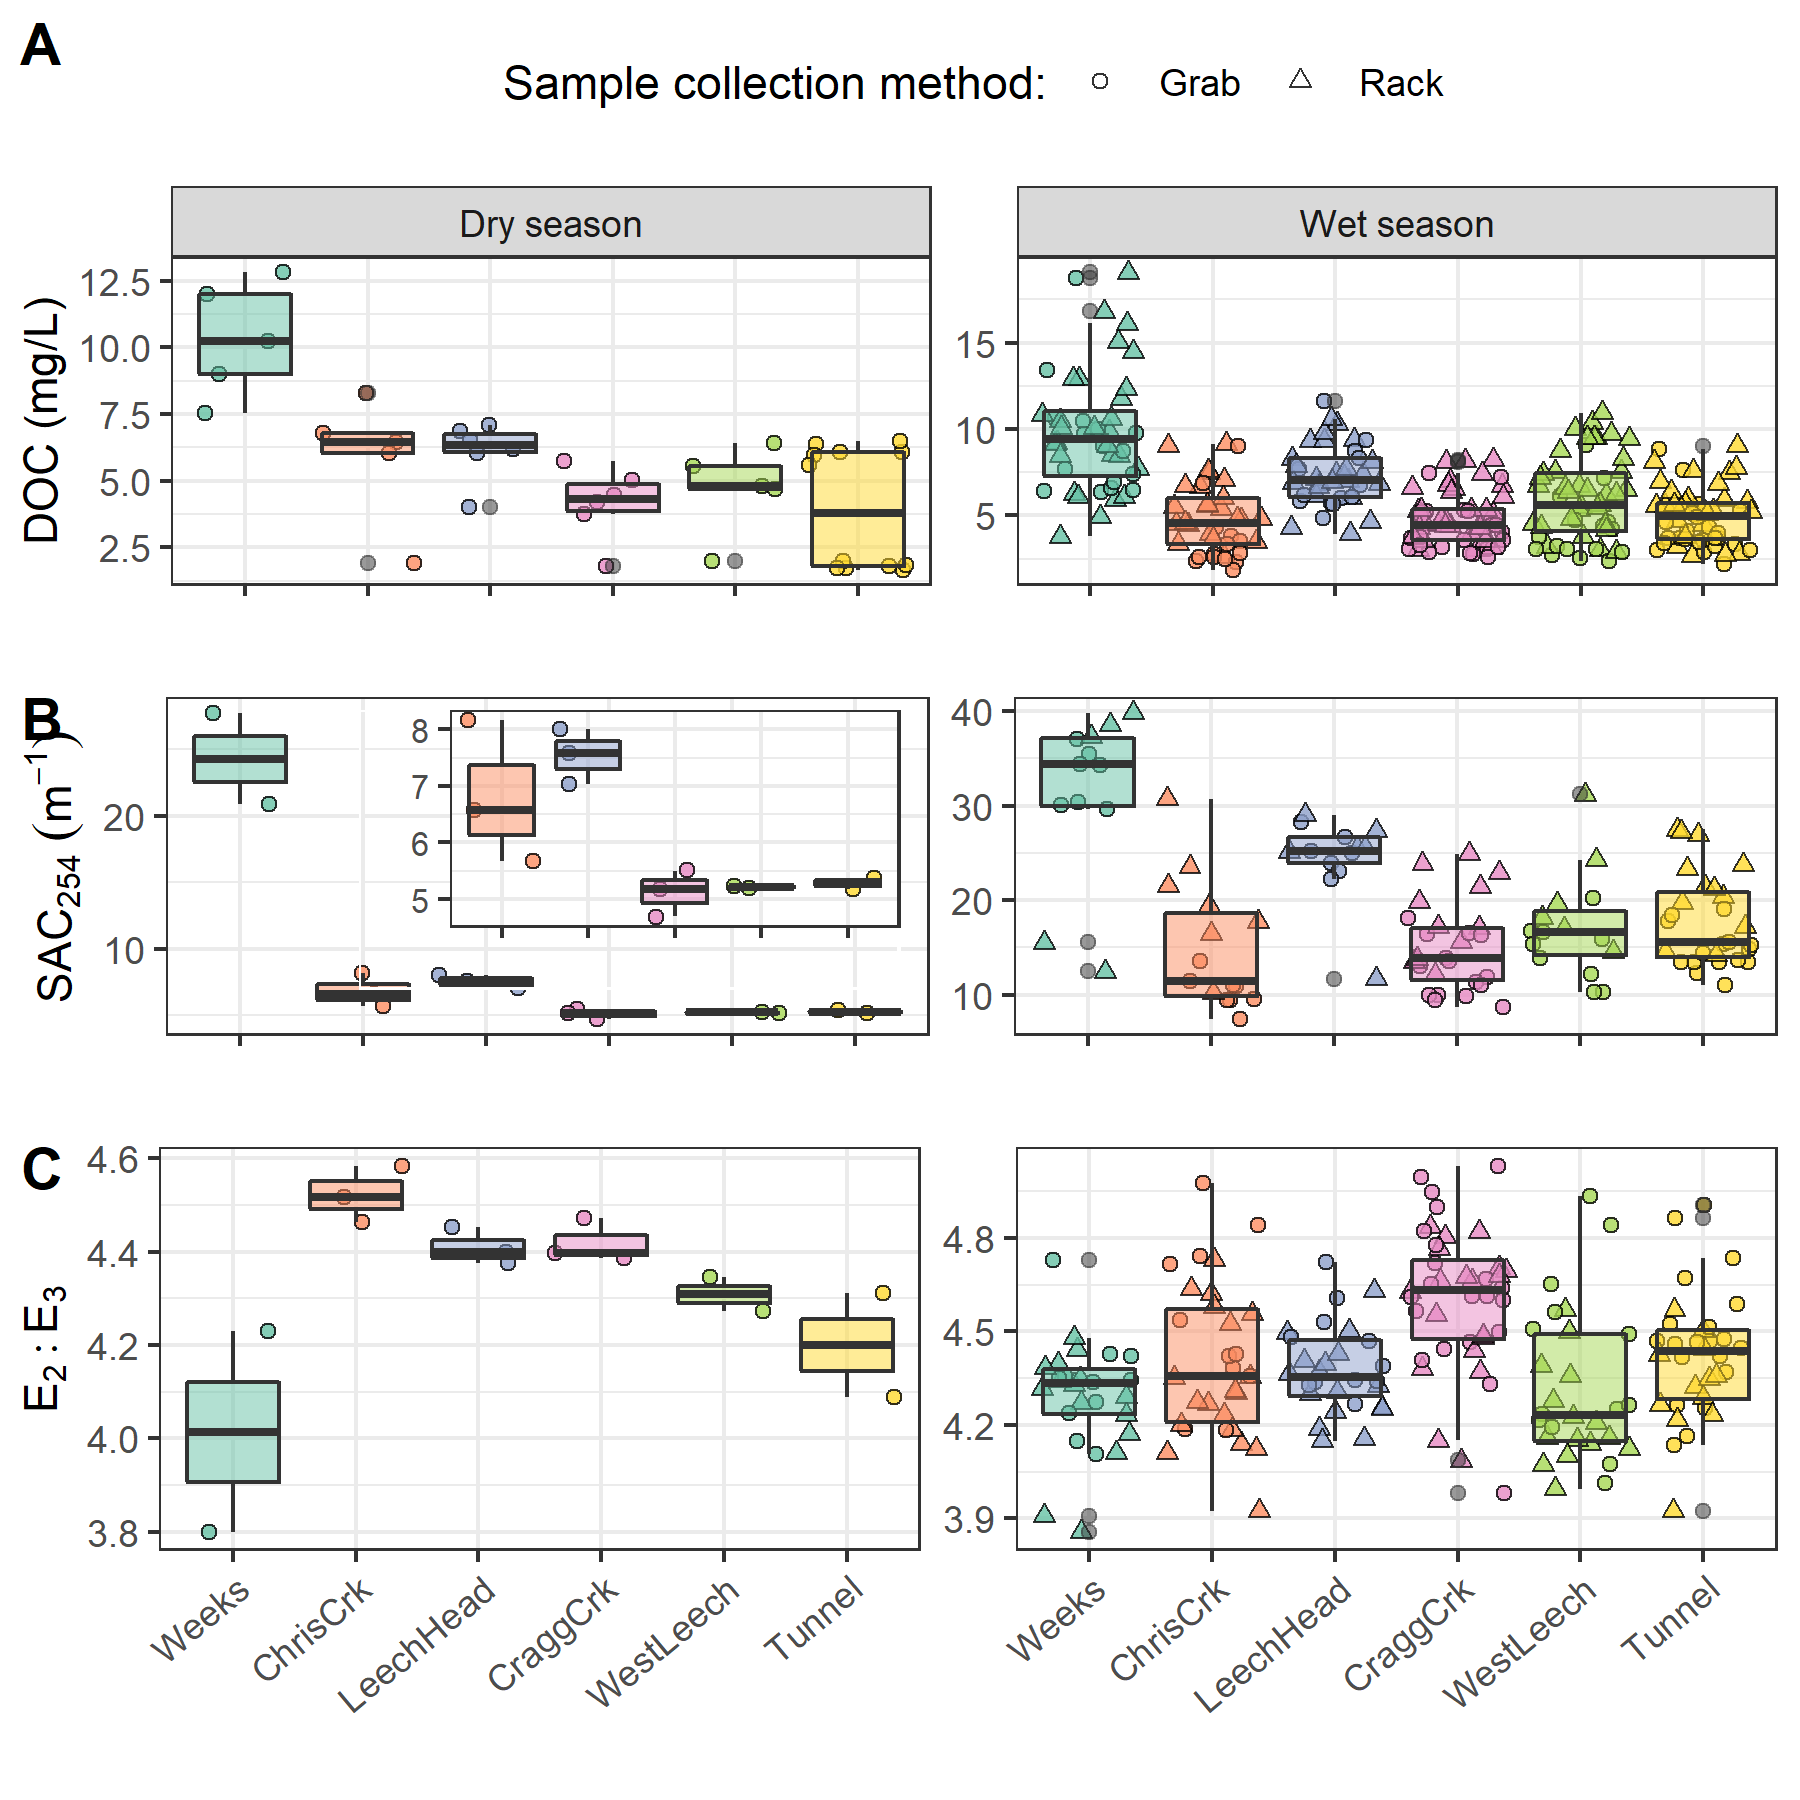 A
Sample collection method: Grab Rack
Dry season Wet season
DOC (mg/L)
12.5
10.0
7.5
5.0
2.5
15
10
5
B
SAC254 (m−1)
20
10
8
7
6
5
40
30
20
10
C
E2 : E3
4.6
4.4
4.2
4.0
3.8
4.8
4.5
4.2
3.9
Weeks ChrisCrk LeechHead CraggCrk WestLeech Tunnel
Weeks ChrisCrk LeechHead CraggCrk WestLeech Tunnel